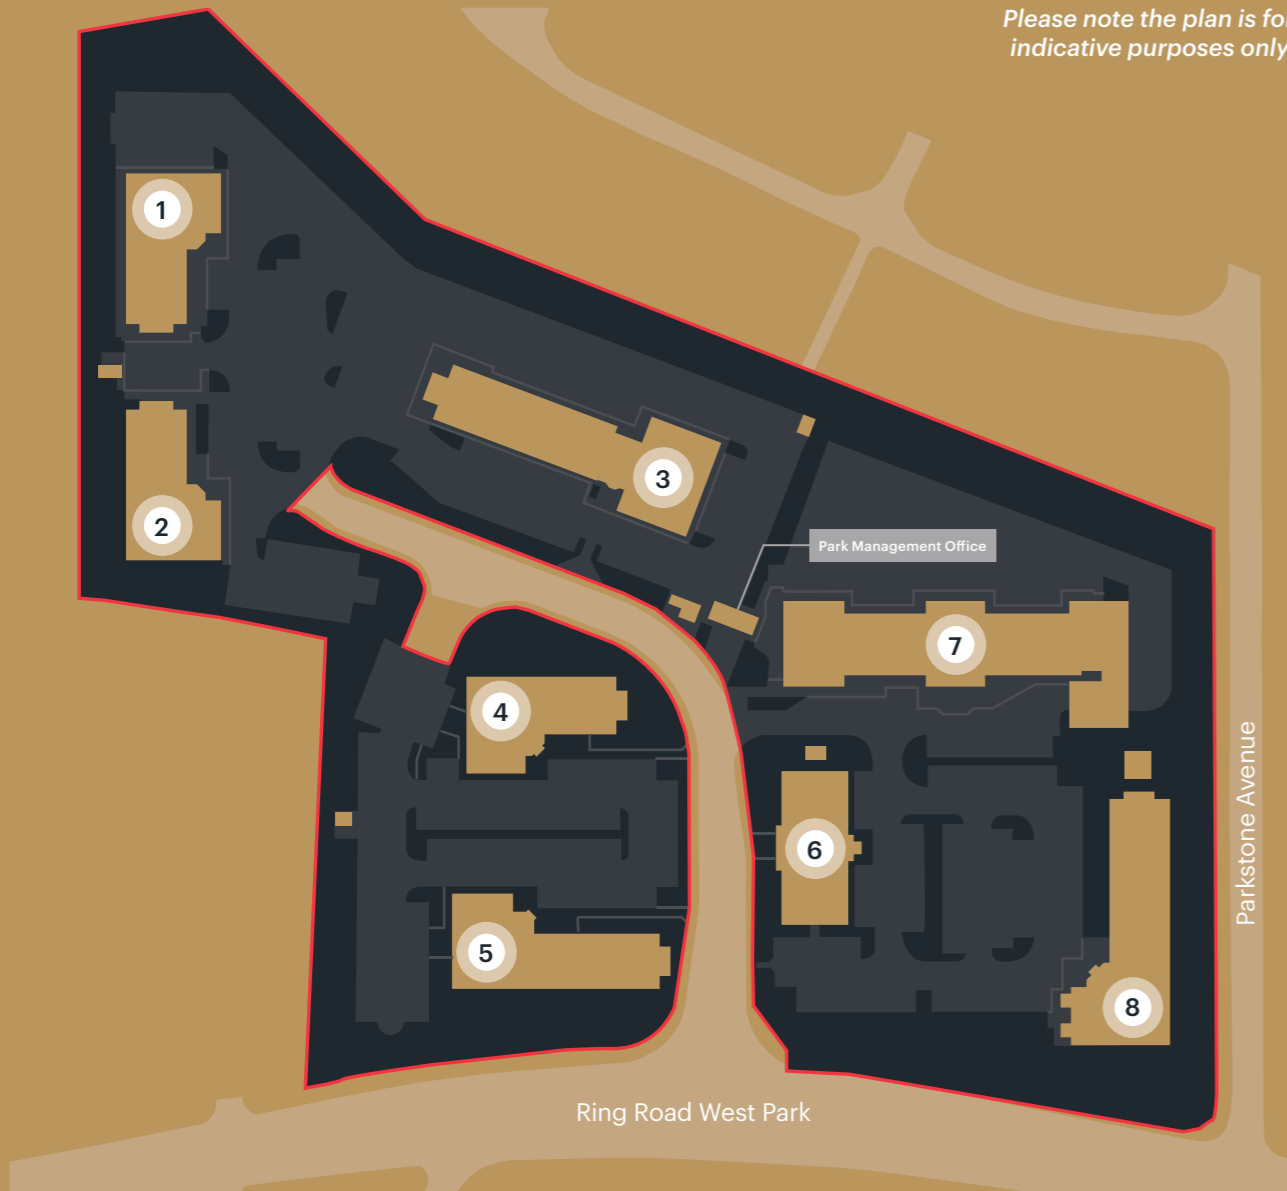 Please note the plan is for
indicative purposes only
1
2
3
Park Management Office
7
4
6
5
8
Parkstone Avenue
Ring Road West Park